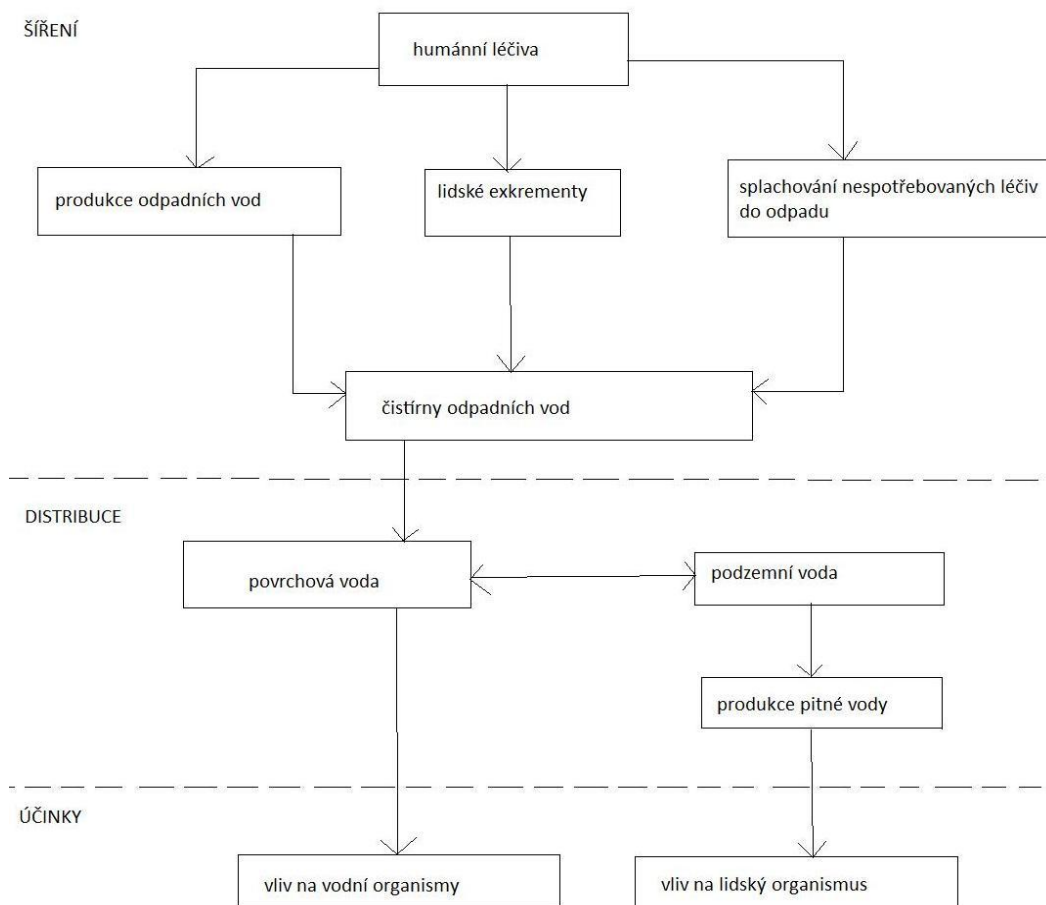 ŠÍŘENÍ
humánní léčiva
produkce odpadních vod
lidské exkrementy
splachování nespotřebovaných léčiv
do odpadu
čistírny odpadních vod
DISTRIBUCE
povrchová voda
podzemní voda
produkce pitné vody
ÚČINKY
vliv na vodní organismy
vliv na lidský organismus